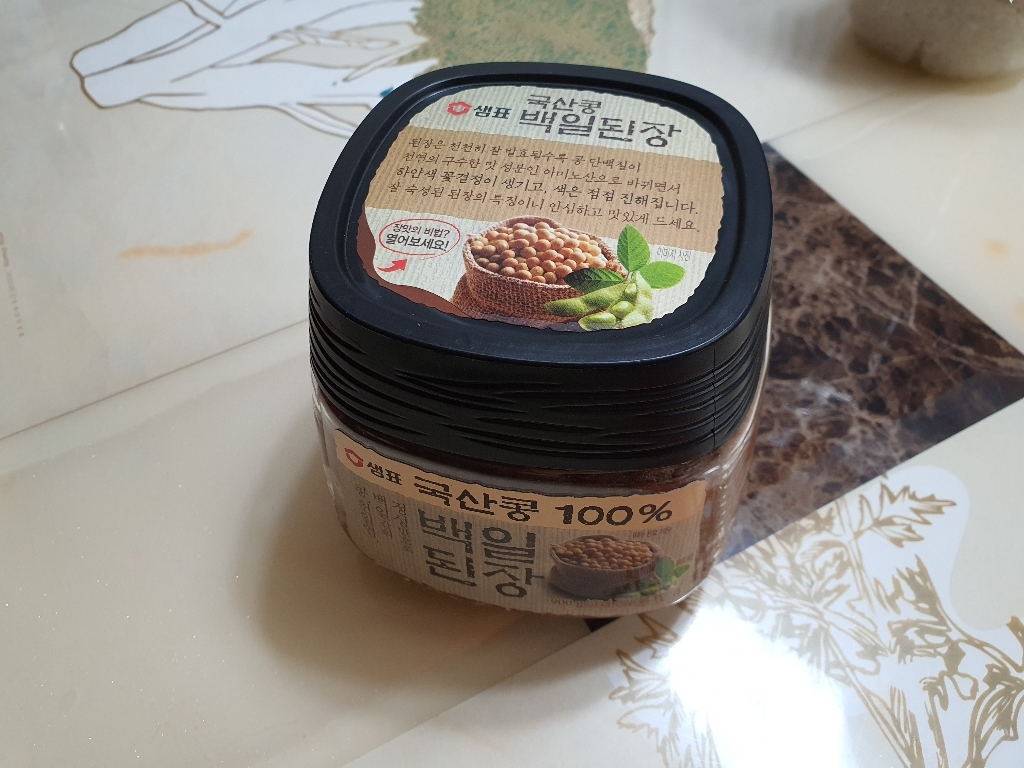 국산콩
샘표 백일된장
된장은 천천히 잘 발효될수록 콩 단백질이
천연의 구수한 맛 성분인 아미노산으로 바뀌면서
하얀색 꽃결정이 생기고, 색은 점점 진해집니다.
잘 숙성된 된장의 특징이니 안심하고 맛있게 드세요.
장맛의 비법?
열어보세요!
이미지 사진
샘표 국산콩 100%
백일
된장